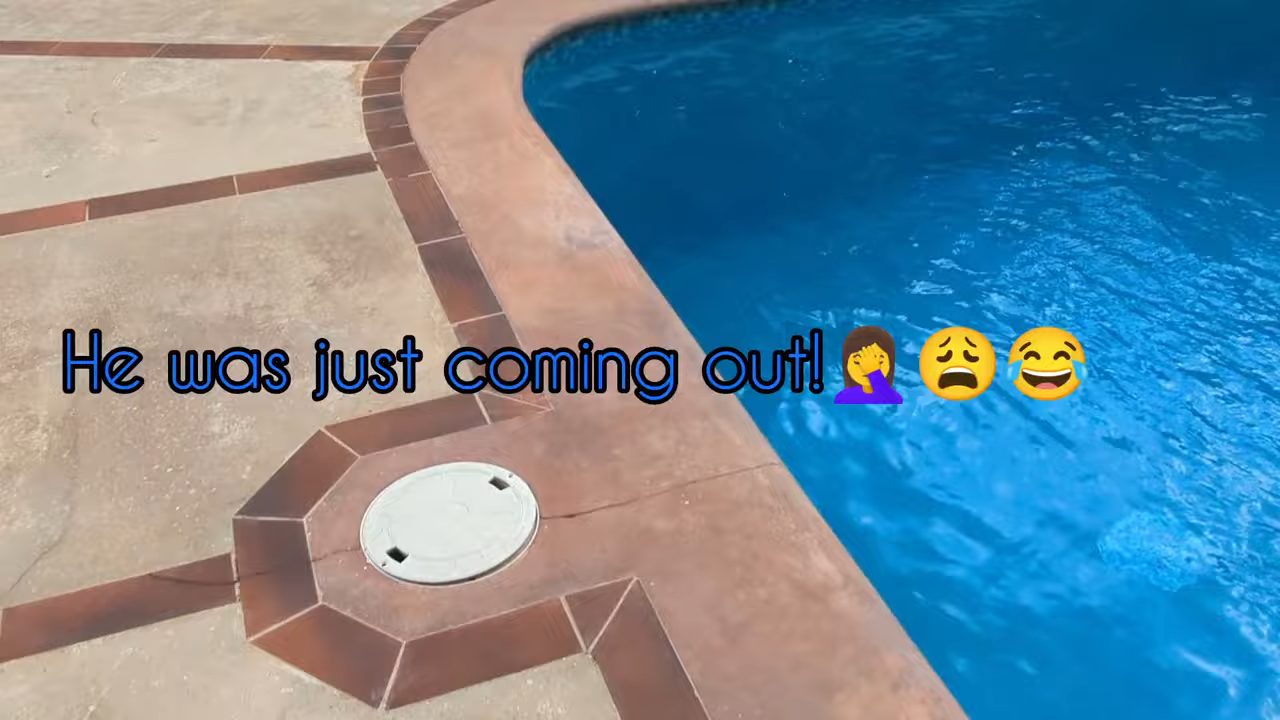 He was just coming out!🤦‍♀️😩😂